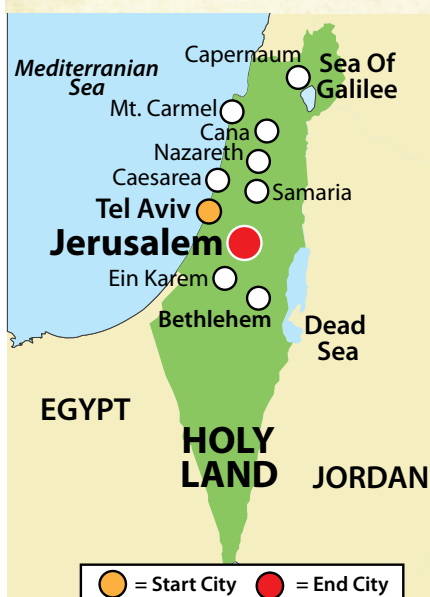 Capernaum
Mediterranian
Sea
Sea Of
Galilee
Mt. Carmel
Cana
Nazareth
Caesarea
Samaria
Tel Aviv
Jerusalem
Ein Karem
Bethlehem
Dead
Sea
EGYPT
HOLY
LAND
JORDAN
= Start City = End City